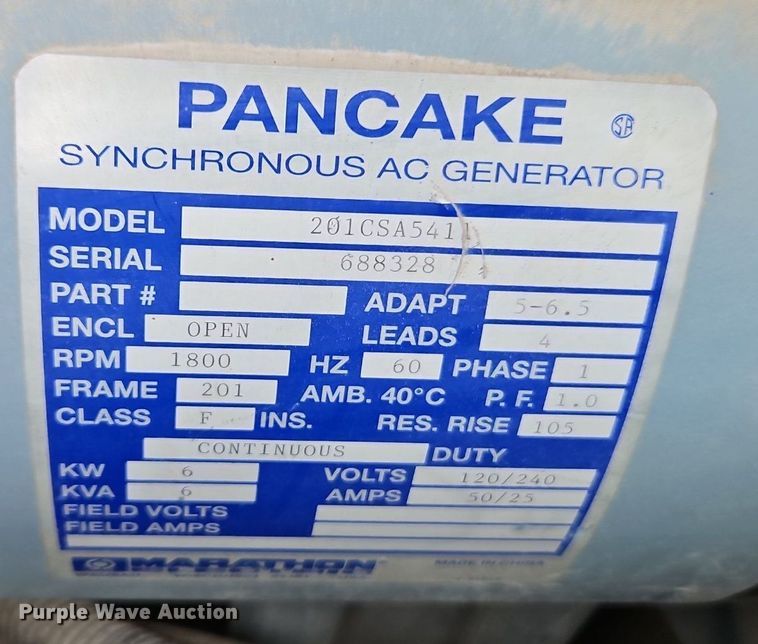 PANCAKE
SYNCHRONOUS AC GENERATOR
MODEL 201CSA5411
SERIAL 688328
PART # ADAPT 5-6.5
ENCL OPEN LEADS 4
RPM 1800 HZ 60 PHASE 1
FRAME 201 AMB. 40°C P. F. 1.0
CLASS F INS. RES. RISE 105
CONTINUOUS DUTY
KW 6 VOLTS 120/240
KVA 6 AMPS 50/25
FIELD VOLTS
FIELD AMPS
MARATHON MADE IN CHINA
Purple Wave Auction